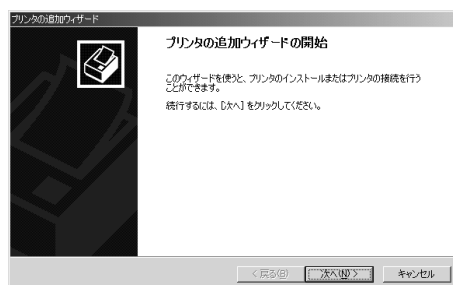 プリンタの追加ウィザード
プリンタの追加ウィザードの開始
このウィザードを使うと、プリンタのインストールまたはプリンタの接続を行う
ことができます。
続行するには、[次へ] をクリックしてください。
< 戻る(B) 次へ(N) > キャンセル